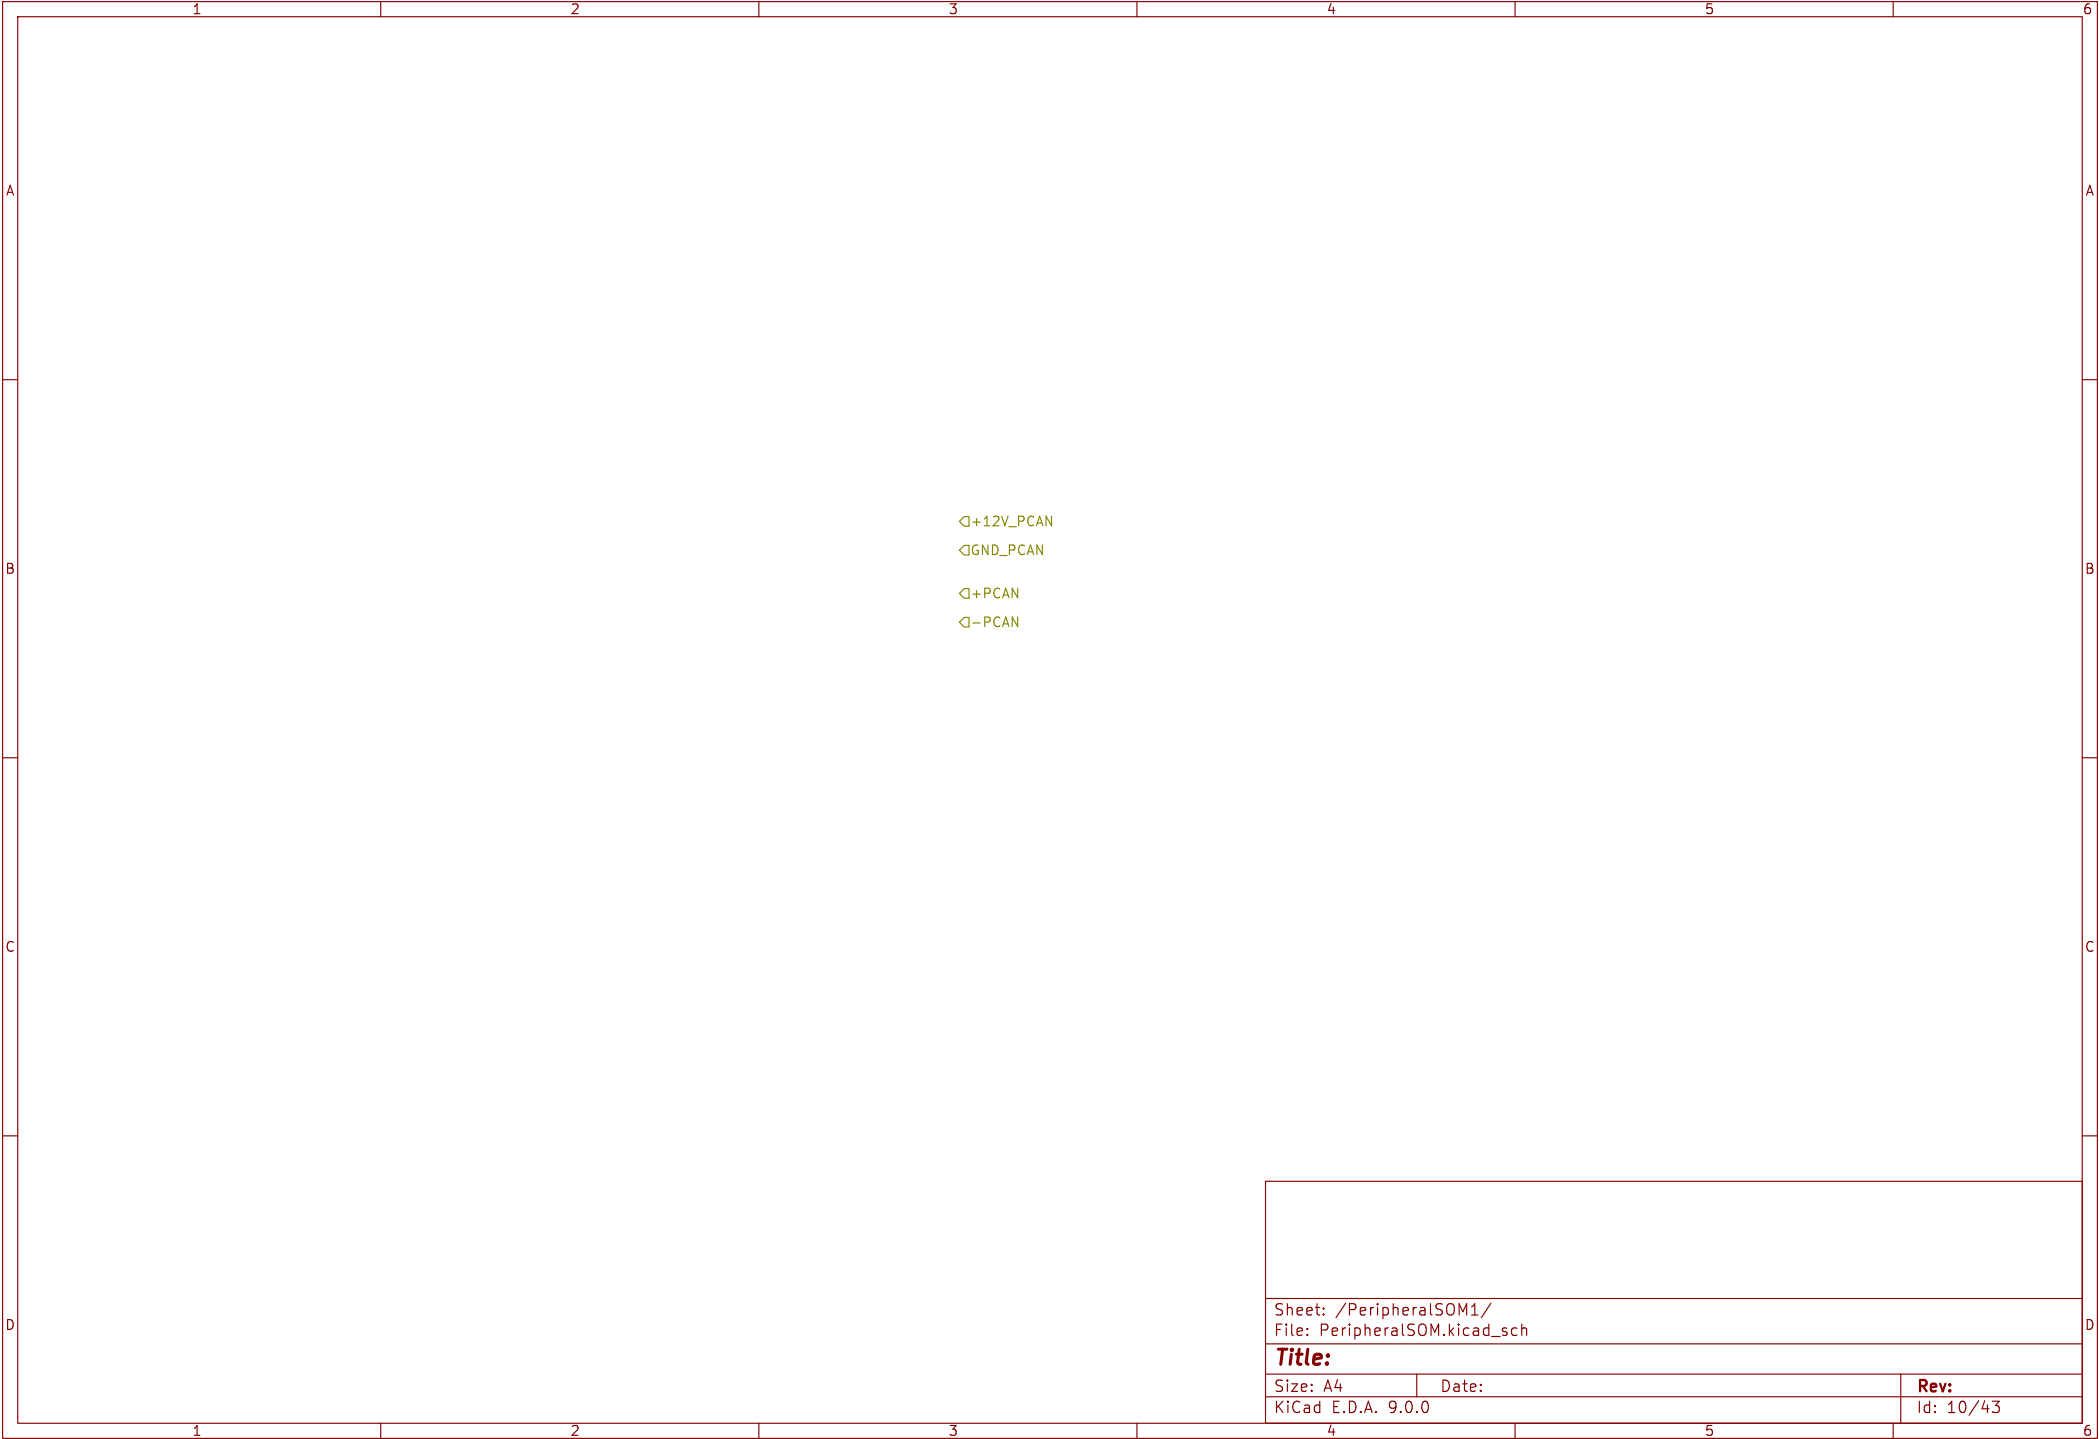 1 2 3 4 5 6
A A
+12V_PCAN
GND_PCAN
B B
+PCAN
-PCAN
C C
Sheet: /PeripheralSOM1/
D D
File: PeripheralSOM.kicad_sch
Title:
Size: A4 Date: Rev:
KiCad E.D.A. 9.0.0 Id: 10/43
1 2 3 4 5 6